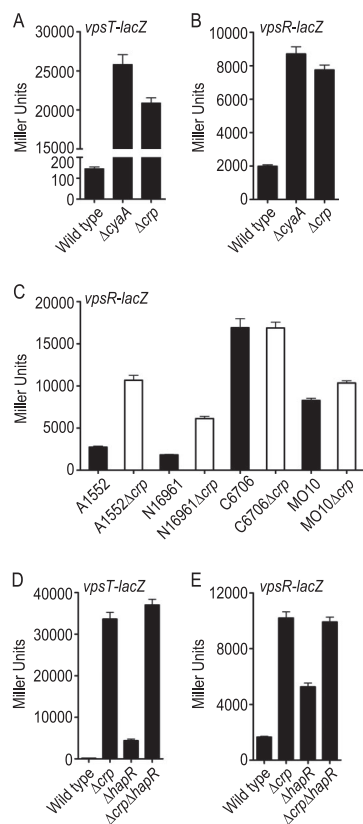 A
vpsT-lacZ
Miller Units
30000
25000
20000
15000
200
100
0
Wild type
ΔcyaA
Δcrp
B
vpsR-lacZ
Miller Units
10000
8000
6000
4000
2000
0
Wild type
ΔcyaA
Δcrp
C
vpsR-lacZ
Miller Units
20000
15000
10000
5000
0
A1552
A1552Δcrp
N16961
N16961Δcrp
C6706
C6706Δcrp
MO10
MO10Δcrp
D
vpsT-lacZ
Miller Units
40000
30000
20000
10000
0
Wild type
Δcrp
ΔhapR
ΔcrpΔhapR
E
vpsR-lacZ
Miller Units
12000
8000
4000
0
Wild type
Δcrp
ΔhapR
ΔcrpΔhapR